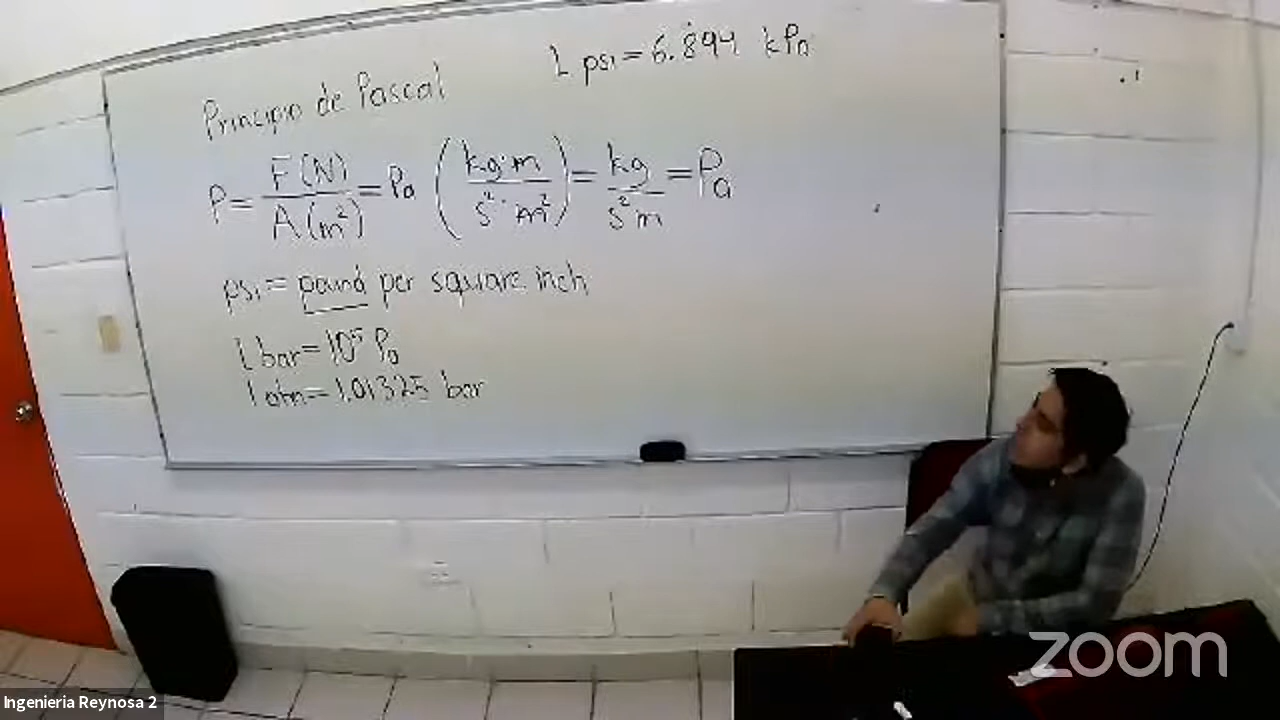 1 psi = 6.894 kPa
Principio de Pascal
P = F(N) / A(m²) = Pa (kg·m / s²·m²) = kg / s² m = Pa
psi = pound per square inch
1 bar = 10⁵ Pa
1 atm = 1.01325 bar
zoom
Ingenieria Reynosa 2